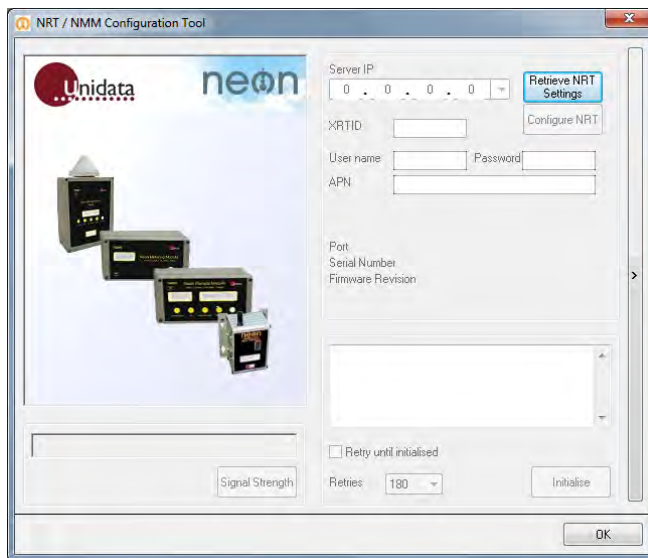 NRT / NMM Configuration Tool
Unidata
neon
Server IP
0 . 0 . 0 . 0
Retrieve NRT
Settings
XRTID
Configure NRT
User name
Password
APN
Port
Serial Number
Firmware Revision
Retry until initialised
Signal Strength
Retries
180
Initialise
>
OK